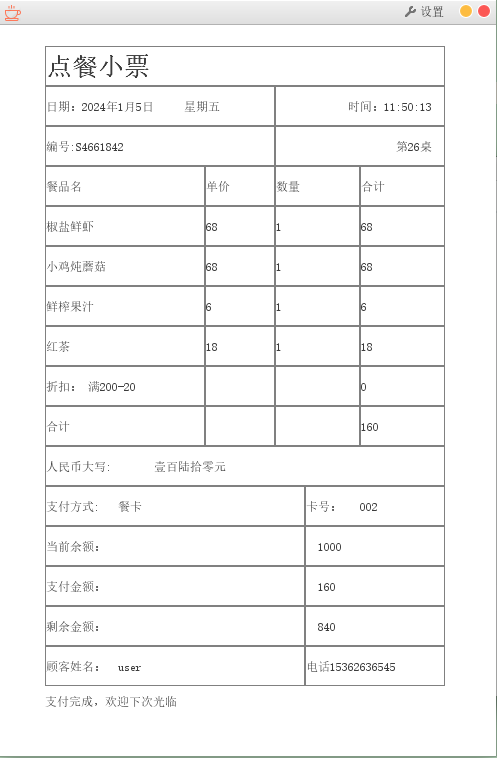 设置
点餐小票
日期：2024年1月5日 星期五 时间：11:50:13
编号:S4661842 第26桌
餐品名 单价 数量 合计
椒盐鲜虾 68 1 68
小鸡炖蘑菇 68 1 68
鲜榨果汁 6 1 6
红茶 18 1 18
折扣： 满200-20 0
合计 160
人民币大写: 壹百陆拾零元
支付方式: 餐卡 卡号： 002
当前余额： 1000
支付金额： 160
剩余金额： 840
顾客姓名： user 电话15362636545
支付完成，欢迎下次光临